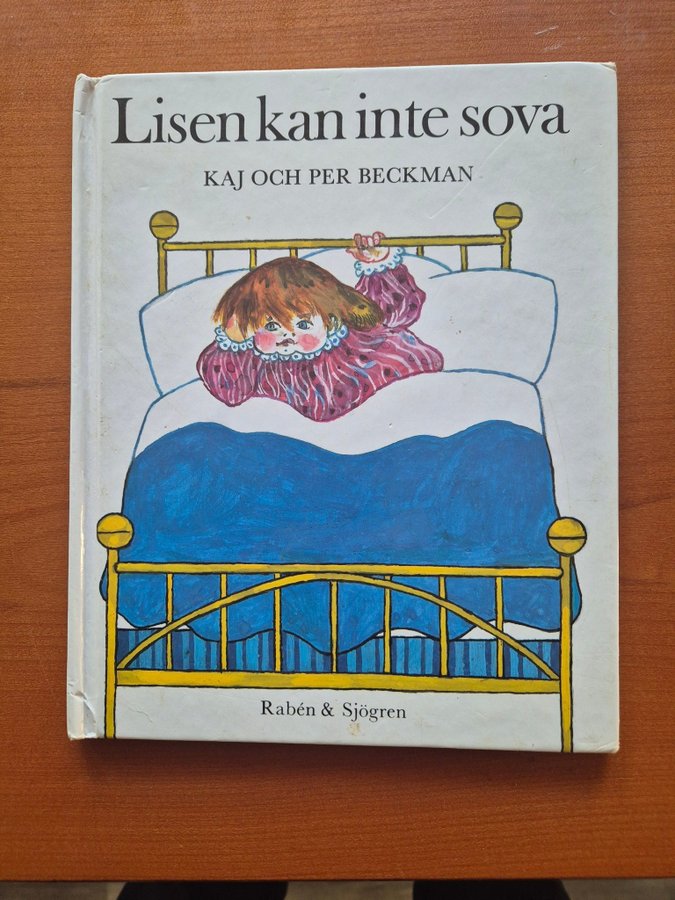 Lisen kan inte sova
KAJ OCH PER BECKMAN
Rabén & Sjögren